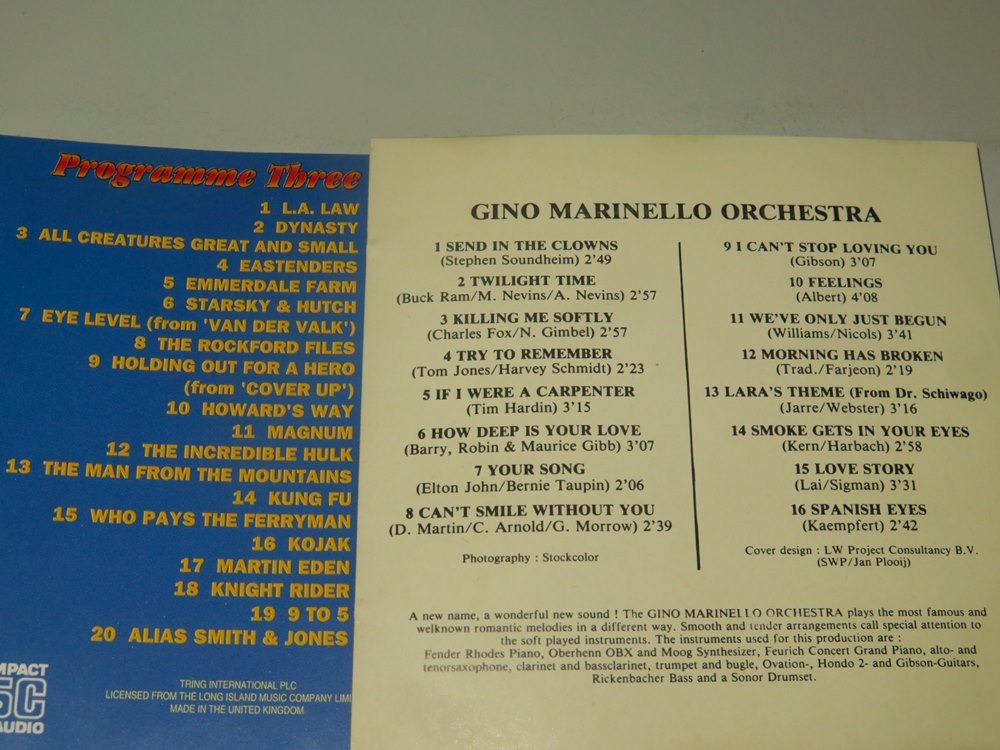 Programme Three
1 L.A. LAW
2 DYNASTY
3 ALL CREATURES GREAT AND SMALL
4 EASTENDERS
5 EMMERDALE FARM
6 STARSKY & HUTCH
7 EYE LEVEL (from 'VAN DER VALK')
8 THE ROCKFORD FILES
9 HOLDING OUT FOR A HERO
(from 'COVER UP')
10 HOWARD'S WAY
11 MAGNUM
12 THE INCREDIBLE HULK
13 THE MAN FROM THE MOUNTAINS
14 KUNG FU
15 WHO PAYS THE FERRYMAN
16 KOJAK
17 MARTIN EDEN
18 KNIGHT RIDER
19 9 TO 5
20 ALIAS SMITH & JONES
TRING INTERNATIONAL PLC
LICENSED FROM THE LONG ISLAND MUSIC COMPANY LIMI
MADE IN THE UNITED KINGDOM
MPACT
AUDIO
GINO MARINELLO ORCHESTRA
1 SEND IN THE CLOWNS
(Stephen Soundheim) 2'49
2 TWILIGHT TIME
(Buck Ram/M. Nevins/A. Nevins) 2'57
3 KILLING ME SOFTLY
(Charles Fox/N. Gimbel) 2'57
4 TRY TO REMEMBER
(Tom Jones/Harvey Schmidt) 2'23
5 IF I WERE A CARPENTER
(Tim Hardin) 3'15
6 HOW DEEP IS YOUR LOVE
(Barry, Robin & Maurice Gibb) 3'07
7 YOUR SONG
(Elton John/Bernie Taupin) 2'06
8 CAN'T SMILE WITHOUT YOU
(D. Martin/C. Arnold/G. Morrow) 2'39
Photography : Stockcolor
9 I CAN'T STOP LOVING YOU
(Gibson) 3'07
10 FEELINGS
(Albert) 4'08
11 WE'VE ONLY JUST BEGUN
(Williams/Nicols) 3'41
12 MORNING HAS BROKEN
(Trad./Farjeon) 2'19
13 LARA'S THEME (From Dr. Schiwago)
(Jarre/Webster) 3'16
14 SMOKE GETS IN YOUR EYES
(Kern/Harbach) 2'58
15 LOVE STORY
(Lai/Sigman) 3'31
16 SPANISH EYES
(Kaempfert) 2'42
Cover design : LW Project Consultancy B.V.
(SWP/Jan Plooij)
A new name, a wonderful new sound ! The GINO MARINELLO ORCHESTRA plays the most famous and
welknown romantic melodies in a different way. Smooth and tender arrangements call special attention to
the soft played instruments. The instruments used for this production are :
Fender Rhodes Piano, Oberhenn OBX and Moog Synthesizer, Feurich Concert Grand Piano, alto- and
tenorsaxophone, clarinet and bassclarinet, trumpet and bugle, Ovation-, Hondo 2- and Gibson-Guitars,
Rickenbacher Bass and a Sonor Drumset.